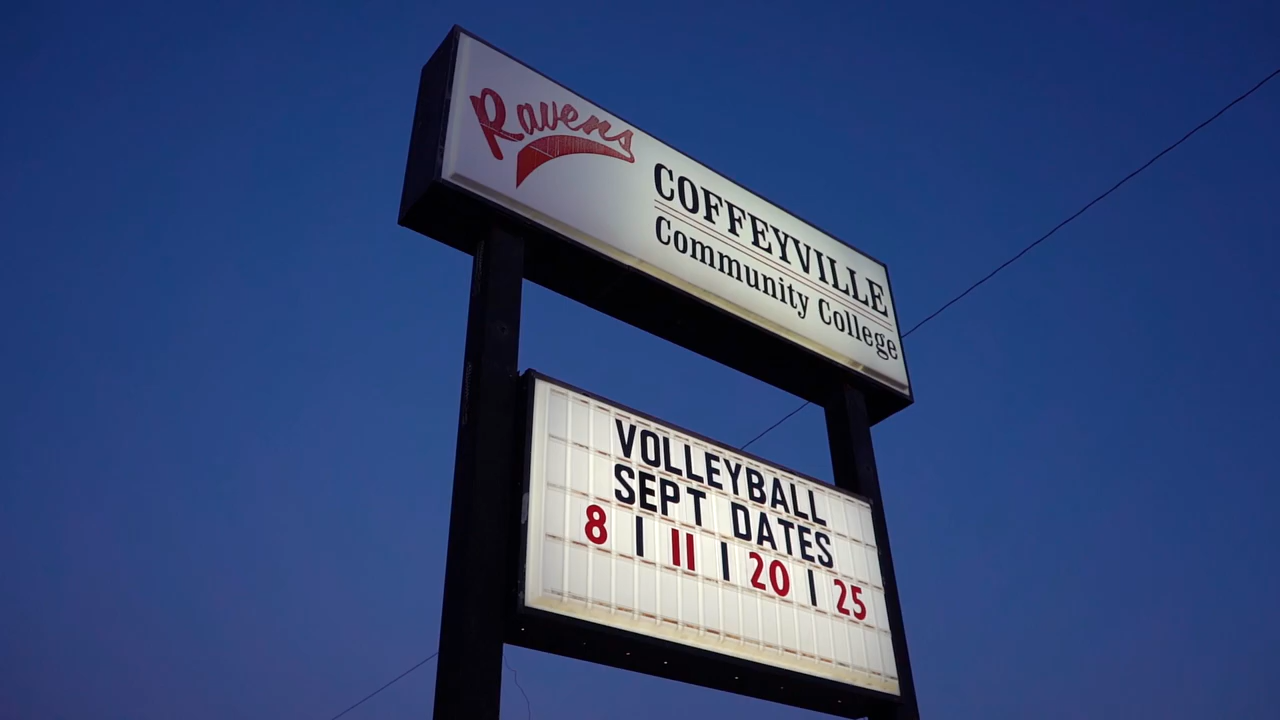 Ravens
COFFEYVILLE
Community College
VOLLEYBALL
SEPT DATES
8 | 11 | 20 | 25